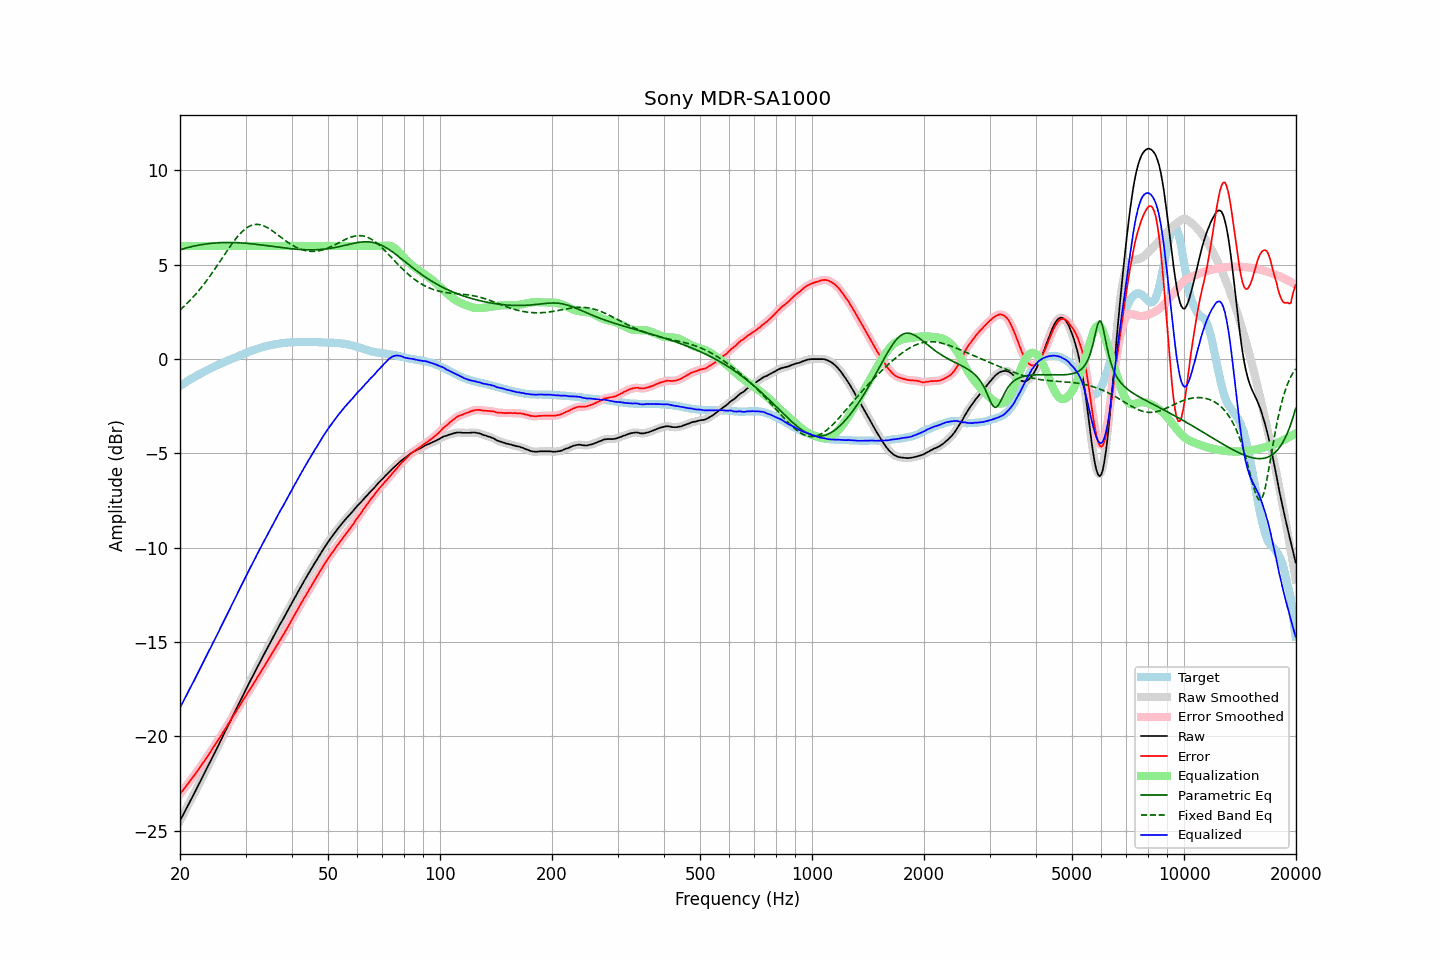 Sony MDR-SA1000
Amplitude (dBr)
10
5
0
−5
−10
−15
−20
−25
20
50
100
200
500
1000
2000
5000
10000
20000
Frequency (Hz)
Target
Raw Smoothed
Error Smoothed
Raw
Error
Equalization
Parametric Eq
Fixed Band Eq
Equalized